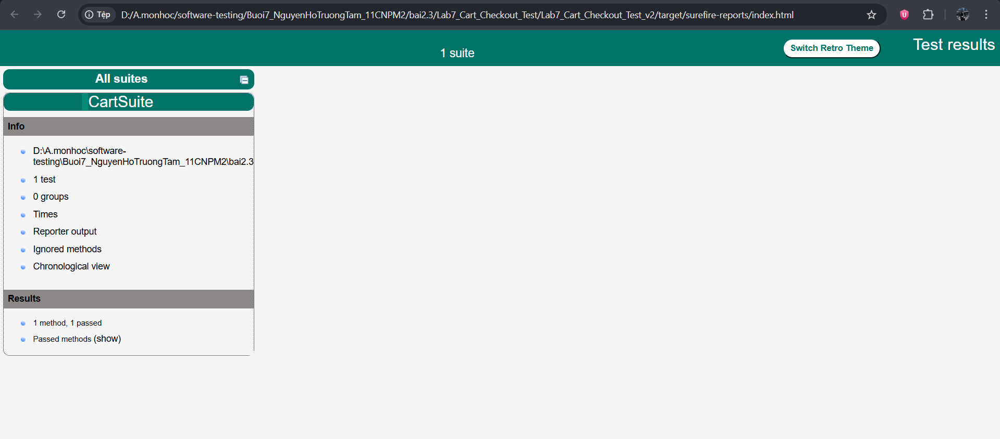 Tệp
D:/A.monhoc/software-testing/Buoi7_NguyenHoTruongTam_11CNPM2/bai2.3/Lab7_Cart_Checkout_Test/Lab7_Cart_Checkout_Test_v2/target/surefire-reports/index.html
Test results
Switch Retro Theme
1 suite
All suites
CartSuite
Info
D:\A.monhoc\software-
testing\Buoi7_NguyenHoTruongTam_11CNPM2\bai2.3
1 test
0 groups
Times
Reporter output
Ignored methods
Chronological view
Results
1 method, 1 passed
Passed methods (show)